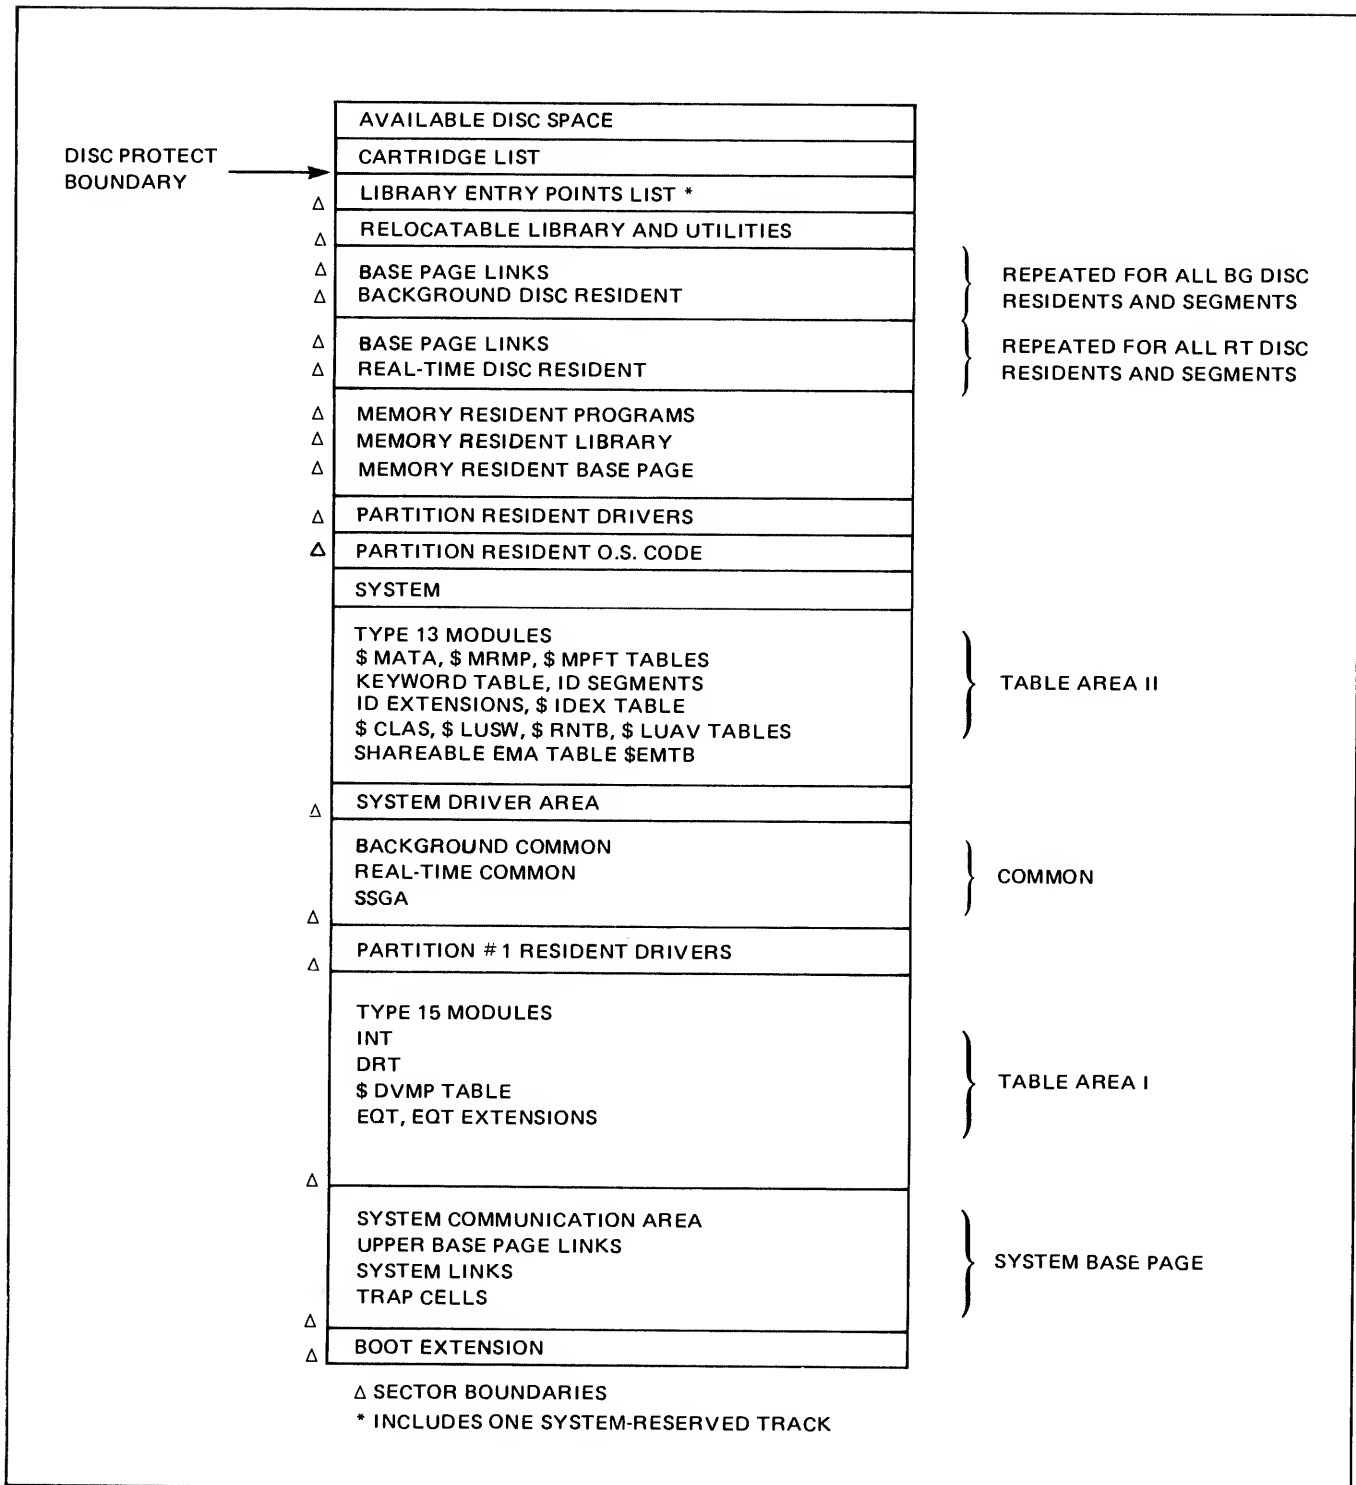 AVAILABLE DISC SPACE
DISC PROTECT
BOUNDARY
CARTRIDGE LIST
Δ LIBRARY ENTRY POINTS LIST *
Δ RELOCATABLE LIBRARY AND UTILITIES
Δ BASE PAGE LINKS
Δ BACKGROUND DISC RESIDENT
REPEATED FOR ALL BG DISC
RESIDENTS AND SEGMENTS
Δ BASE PAGE LINKS
Δ REAL-TIME DISC RESIDENT
REPEATED FOR ALL RT DISC
RESIDENTS AND SEGMENTS
Δ MEMORY RESIDENT PROGRAMS
Δ MEMORY RESIDENT LIBRARY
Δ MEMORY RESIDENT BASE PAGE
Δ PARTITION RESIDENT DRIVERS
Δ PARTITION RESIDENT O.S. CODE
SYSTEM
TYPE 13 MODULES
$ MATA, $ MRMP, $ MPFT TABLES
KEYWORD TABLE, ID SEGMENTS
ID EXTENSIONS, $ IDEX TABLE
$ CLAS, $ LUSW, $ RNTB, $ LUAV TABLES
SHAREABLE EMA TABLE $EMTB
TABLE AREA II
Δ SYSTEM DRIVER AREA
BACKGROUND COMMON
REAL-TIME COMMON
SSGA
Δ
COMMON
PARTITION #1 RESIDENT DRIVERS
Δ
TYPE 15 MODULES
INT
DRT
$ DVMP TABLE
EQT, EQT EXTENSIONS
Δ
TABLE AREA I
SYSTEM COMMUNICATION AREA
UPPER BASE PAGE LINKS
SYSTEM LINKS
TRAP CELLS
Δ
SYSTEM BASE PAGE
Δ BOOT EXTENSION
Δ SECTOR BOUNDARIES
* INCLUDES ONE SYSTEM-RESERVED TRACK